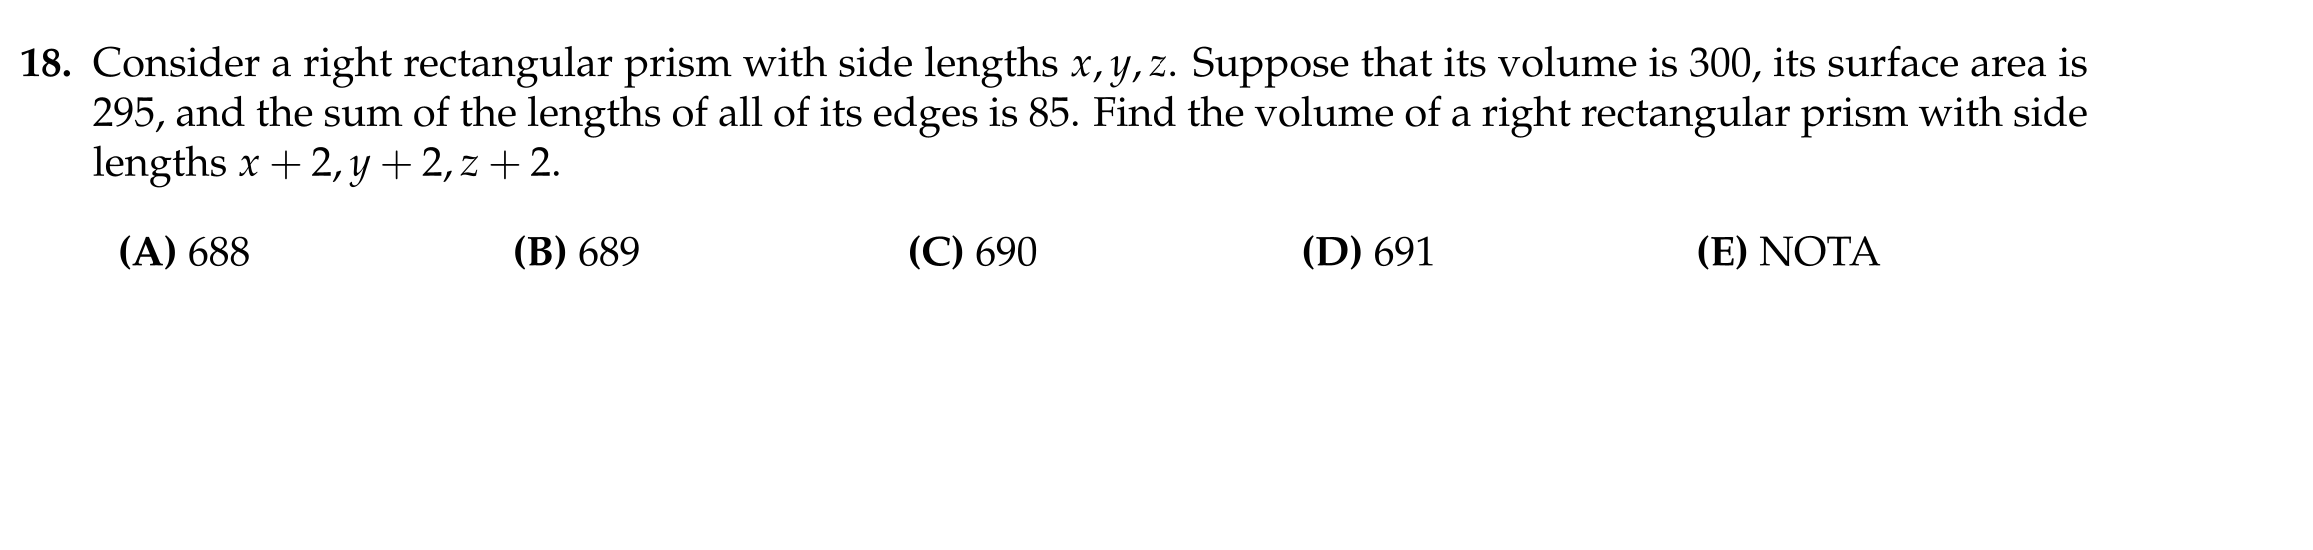 18. Consider a right rectangular prism with side lengths x, y, z. Suppose that its volume is 300, its surface area is
295, and the sum of the lengths of all of its edges is 85. Find the volume of a right rectangular prism with side
lengths x + 2, y + 2, z + 2.
(A) 688 (B) 689 (C) 690 (D) 691 (E) NOTA